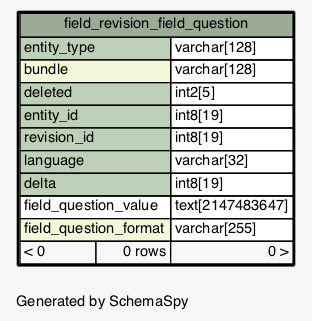 field_revision_field_question
entity_type varchar[128]
bundle varchar[128]
deleted int2[5]
entity_id int8[19]
revision_id int8[19]
language varchar[32]
delta int8[19]
field_question_value text[2147483647]
field_question_format varchar[255]
< 0 0 rows 0 >
Generated by SchemaSpy